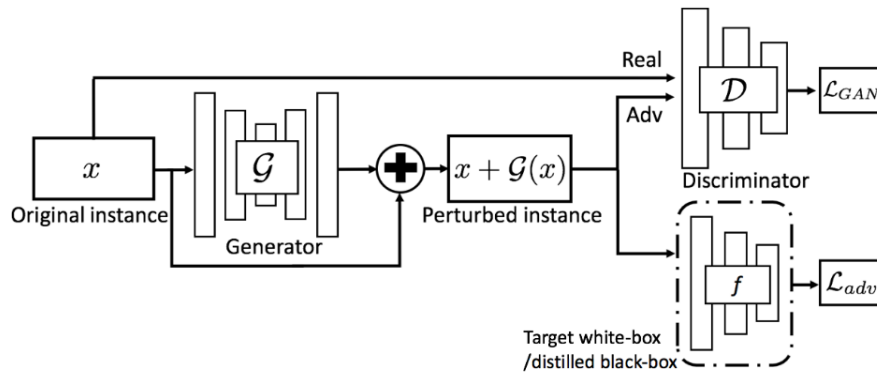 Real
Adv
𝒟
ℒ_GAN
Discriminator
x
Original instance
𝒢
Generator
x + 𝒢(x)
Perturbed instance
f
ℒ_adv
Target white-box
/distilled black-box